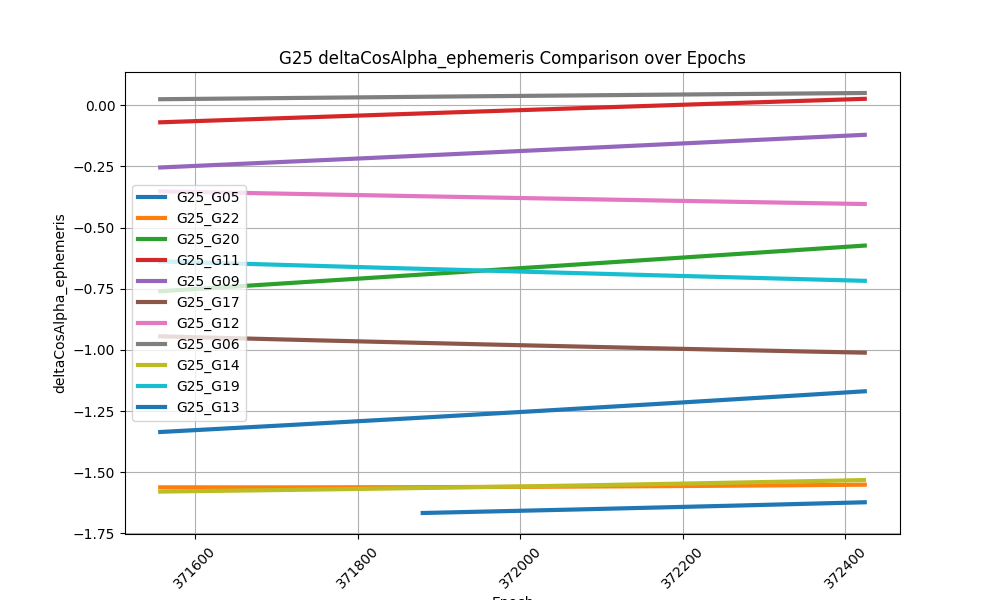 G25 deltaCosAlpha_ephemeris Comparison over Epochs
deltaCosAlpha_ephemeris
0.00
−0.25
−0.50
−0.75
−1.00
−1.25
−1.50
−1.75
G25_G05
G25_G22
G25_G20
G25_G11
G25_G09
G25_G17
G25_G12
G25_G06
G25_G14
G25_G19
G25_G13
371600
371800
372000
372200
372400
Epoch